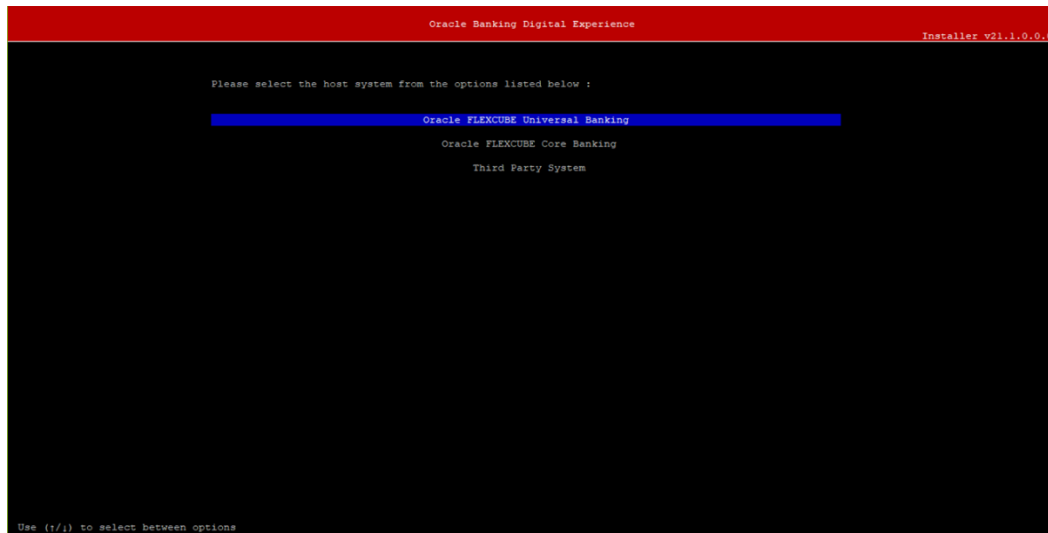 Oracle Banking Digital Experience
Installer v21.1.0.0.
Please select the host system from the options listed below :
Oracle FLEXCUBE Universal Banking
Oracle FLEXCUBE Core Banking
Third Party System
Use (↑/↓) to select between options